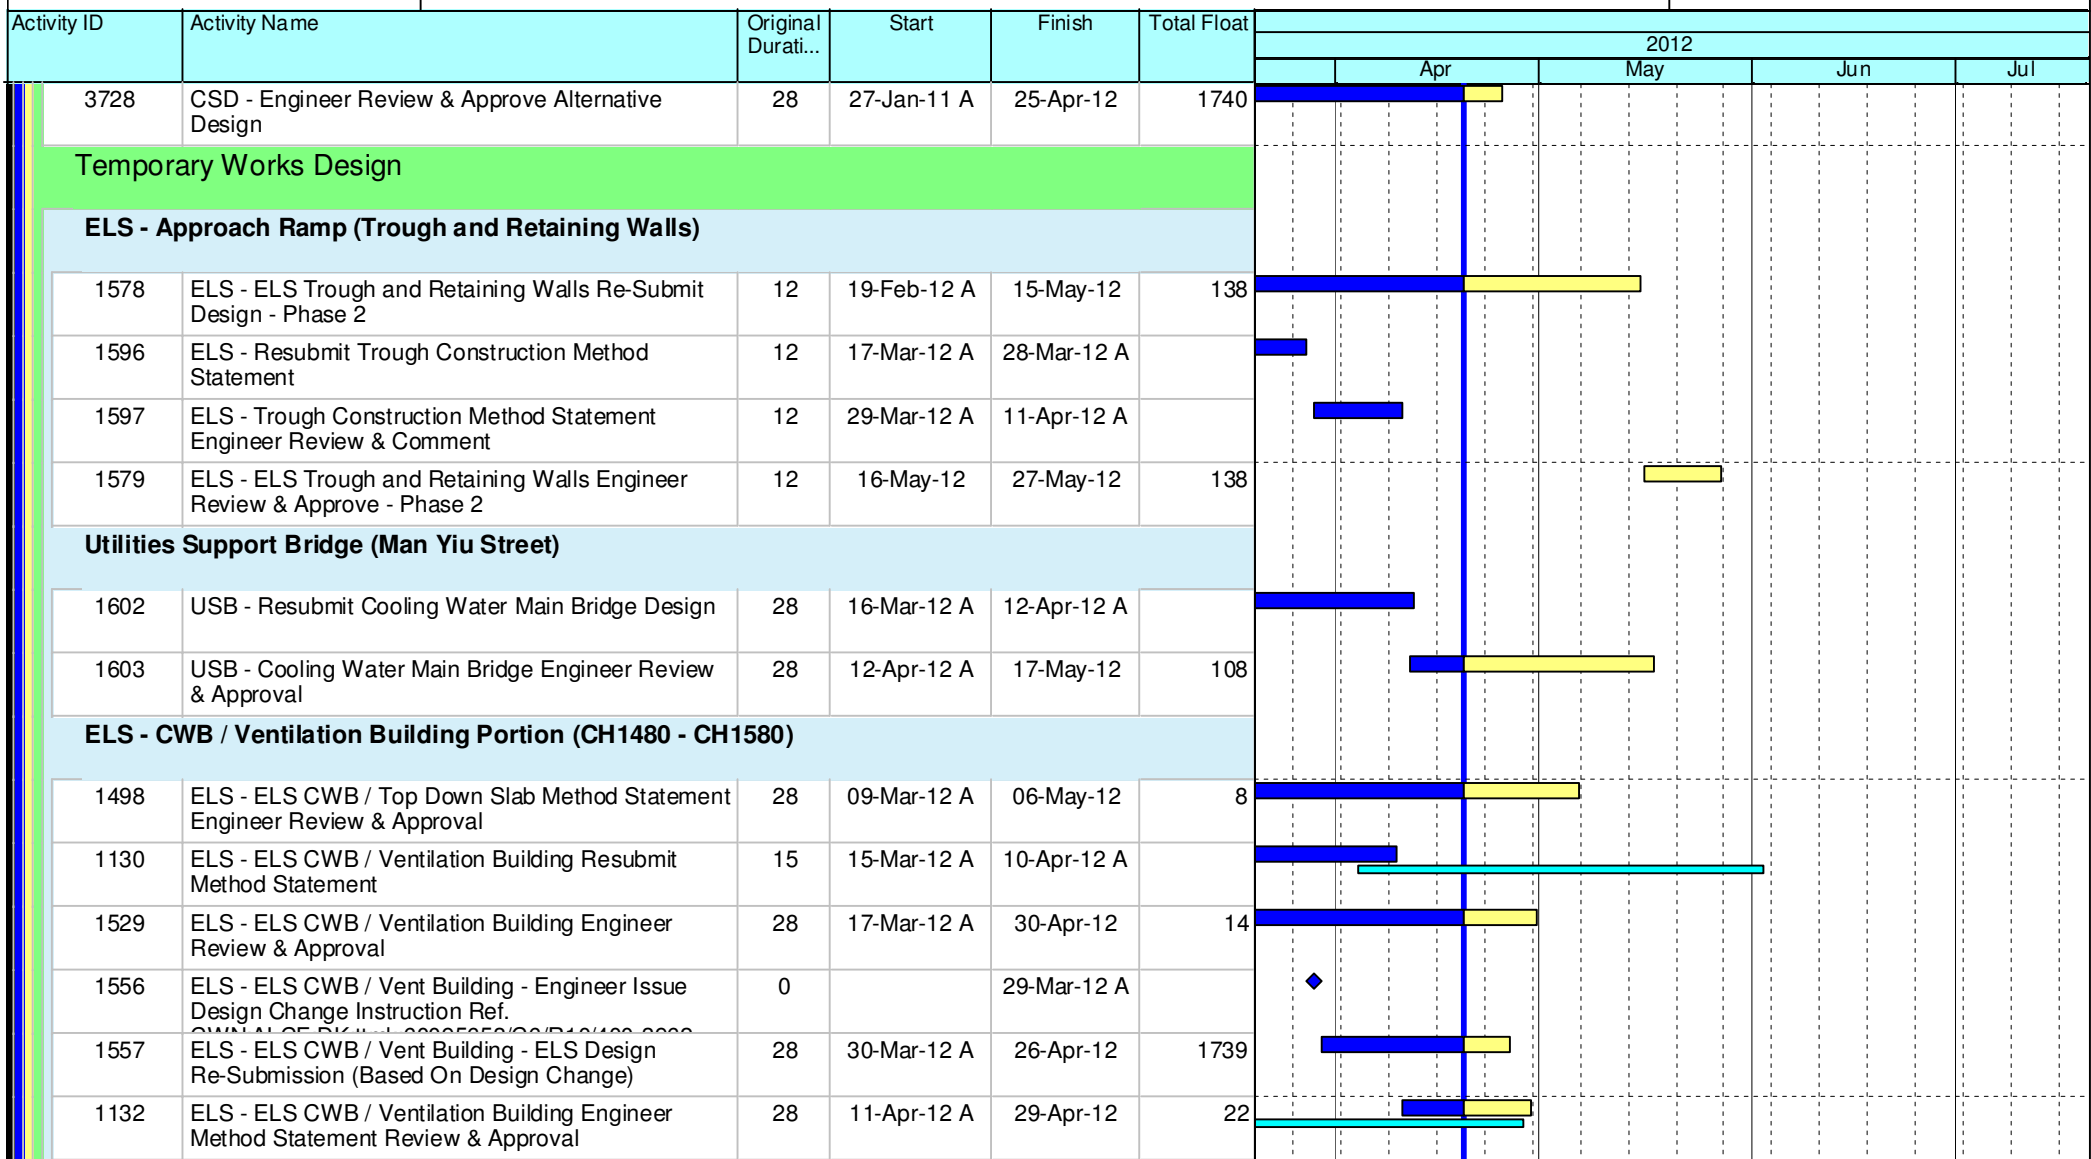 Activity ID Activity Name Original Start Finish Total Float
Durati...
2012
Apr May Jun Jul
3728 CSD - Engineer Review & Approve Alternative 28 27-Jan-11 A 25-Apr-12 1740
Design
Temporary Works Design
ELS - Approach Ramp (Trough and Retaining Walls)
1578 ELS - ELS Trough and Retaining Walls Re-Submit 12 19-Feb-12 A 15-May-12 138
Design - Phase 2
1596 ELS - Resubmit Trough Construction Method 12 17-Mar-12 A 28-Mar-12 A
Statement
1597 ELS - Trough Construction Method Statement 12 29-Mar-12 A 11-Apr-12 A
Engineer Review & Comment
1579 ELS - ELS Trough and Retaining Walls Engineer 12 16-May-12 27-May-12 138
Review & Approve - Phase 2
Utilities Support Bridge (Man Yiu Street)
1602 USB - Resubmit Cooling Water Main Bridge Design 28 16-Mar-12 A 12-Apr-12 A
1603 USB - Cooling Water Main Bridge Engineer Review 28 12-Apr-12 A 17-May-12 108
& Approval
ELS - CWB / Ventilation Building Portion (CH1480 - CH1580)
1498 ELS - ELS CWB / Top Down Slab Method Statement 28 09-Mar-12 A 06-May-12 8
Engineer Review & Approval
1130 ELS - ELS CWB / Ventilation Building Resubmit 15 15-Mar-12 A 10-Apr-12 A
Method Statement
1529 ELS - ELS CWB / Ventilation Building Engineer 28 17-Mar-12 A 30-Apr-12 14
Review & Approval
1556 ELS - ELS CWB / Vent Building - Engineer Issue 0 29-Mar-12 A
Design Change Instruction Ref.
1557 ELS - ELS CWB / Vent Building - ELS Design 28 30-Mar-12 A 26-Apr-12 1739
Re-Submission (Based On Design Change)
1132 ELS - ELS CWB / Ventilation Building Engineer 28 11-Apr-12 A 29-Apr-12 22
Method Statement Review & Approval